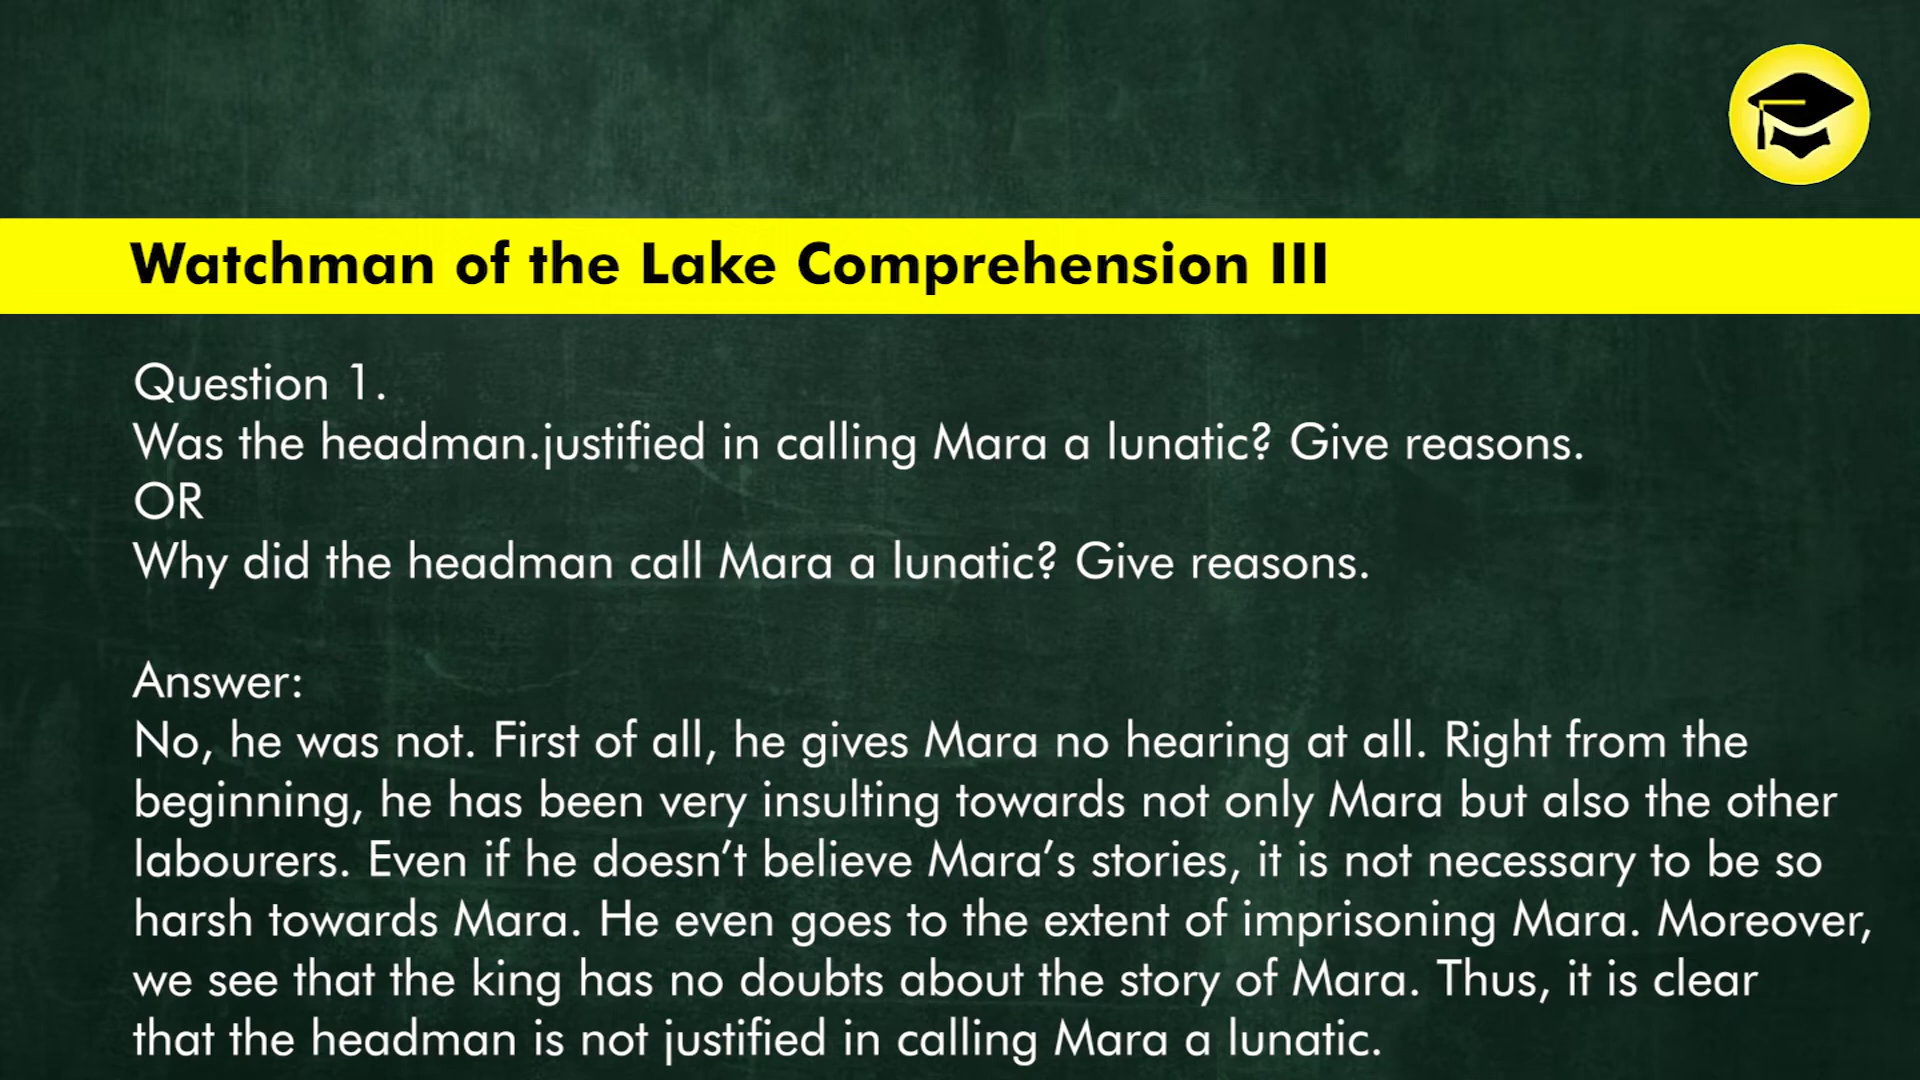 Watchman of the Lake Comprehension III
Question 1.
Was the headman.justified in calling Mara a lunatic? Give reasons.
OR
Why did the headman call Mara a lunatic? Give reasons.
Answer:
No, he was not. First of all, he gives Mara no hearing at all. Right from the
beginning, he has been very insulting towards not only Mara but also the other
labourers. Even if he doesn’t believe Mara’s stories, it is not necessary to be so
harsh towards Mara. He even goes to the extent of imprisoning Mara. Moreover,
we see that the king has no doubts about the story of Mara. Thus, it is clear
that the headman is not justified in calling Mara a lunatic.